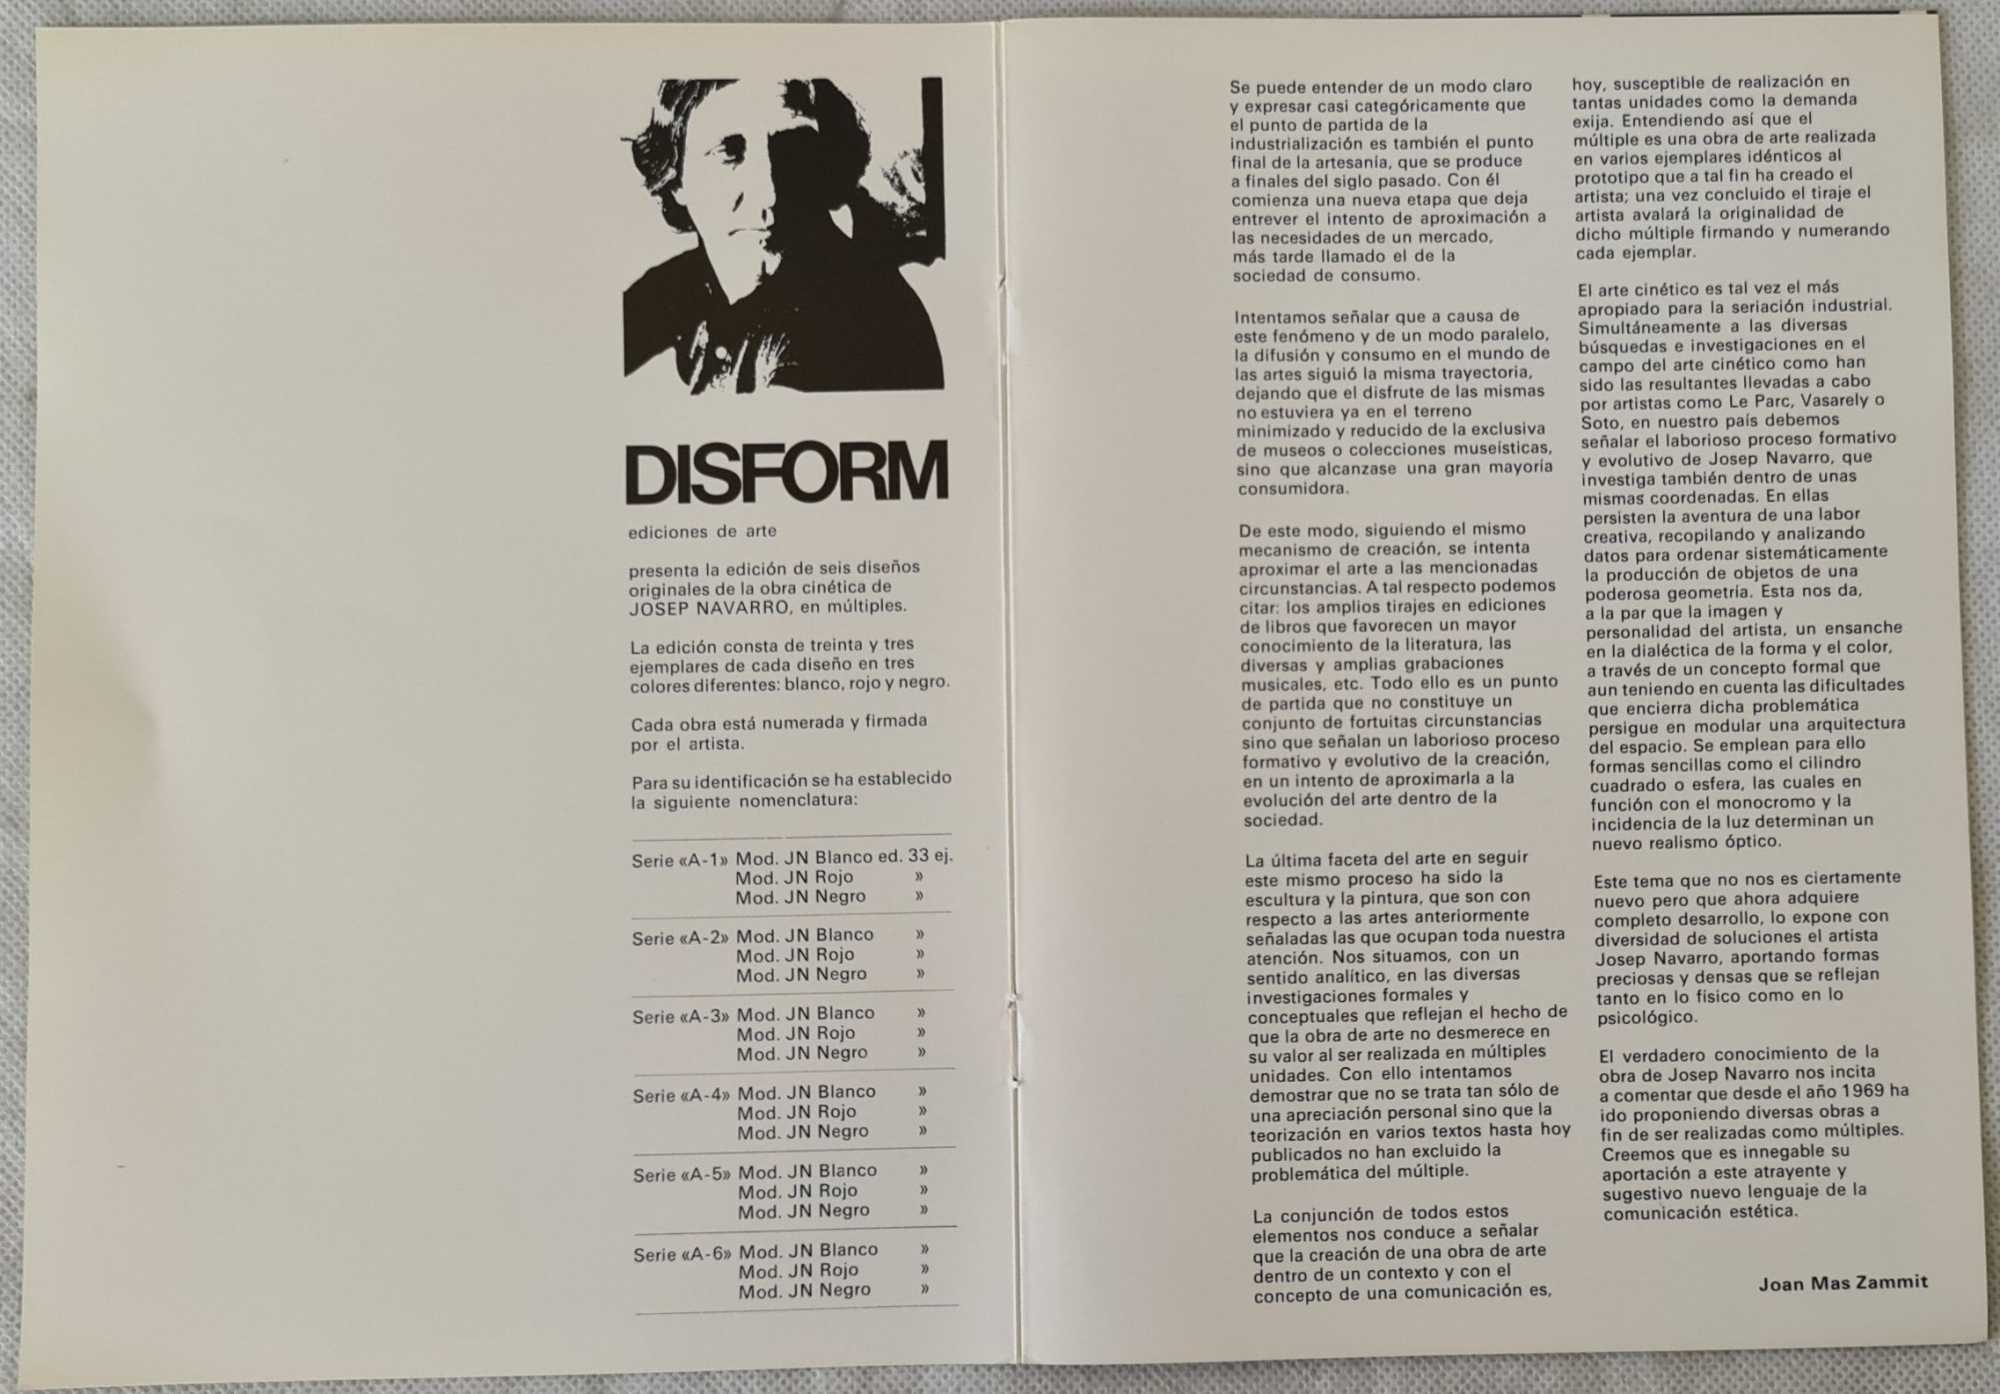 DISFORM
ediciones de arte
presenta la edición de seis diseños
originales de la obra cinética de
JOSEP NAVARRO, en múltiples.
La edición consta de treinta y tres
ejemplares de cada diseño en tres
colores diferentes: blanco, rojo y negro.
Cada obra está numerada y firmada
por el artista.
Para su identificación se ha establecido
la siguiente nomenclatura:
Serie «A-1» Mod. JN Blanco ed. 33 ej.
Mod. JN Rojo »
Mod. JN Negro »
Serie «A-2» Mod. JN Blanco »
Mod. JN Rojo »
Mod. JN Negro »
Serie «A-3» Mod. JN Blanco »
Mod. JN Rojo »
Mod. JN Negro »
Serie «A-4» Mod. JN Blanco »
Mod. JN Rojo »
Mod. JN Negro »
Serie «A-5» Mod. JN Blanco »
Mod. JN Rojo »
Mod. JN Negro »
Serie «A-6» Mod. JN Blanco »
Mod. JN Rojo »
Mod. JN Negro »
Se puede entender de un modo claro
y expresar casi categóricamente que
el punto de partida de la
industrialización es también el punto
final de la artesanía, que se produce
a finales del siglo pasado. Con él
comienza una nueva etapa que deja
entrever el intento de aproximación a
las necesidades de un mercado,
más tarde llamado el de la
sociedad de consumo.
Intentamos señalar que a causa de
este fenómeno y de un modo paralelo,
la difusión y consumo en el mundo de
las artes siguió la misma trayectoria,
dejando que el disfrute de las mismas
no estuviera ya en el terreno
minimizado y reducido de la exclusiva
de museos o colecciones museísticas,
sino que alcanzase una gran mayoría
consumidora.
De este modo, siguiendo el mismo
mecanismo de creación, se intenta
aproximar el arte a las mencionadas
circunstancias. A tal respecto podemos
citar: los amplios tirajes en ediciones
de libros que favorecen un mayor
conocimiento de la literatura, las
diversas y amplias grabaciones
musicales, etc. Todo ello es un punto
de partida que no constituye un
conjunto de fortuitas circunstancias
sino que señalan un laborioso proceso
formativo y evolutivo de la creación,
en un intento de aproximarla a la
evolución del arte dentro de la
sociedad.
La última faceta del arte en seguir
este mismo proceso ha sido la
escultura y la pintura, que son con
respecto a las artes anteriormente
señaladas las que ocupan toda nuestra
atención. Nos situamos, con un
sentido analítico, en las diversas
investigaciones formales y
conceptuales que reflejan el hecho de
que la obra de arte no desmerece en
su valor al ser realizada en múltiples
unidades. Con ello intentamos
demostrar que no se trata tan sólo de
una apreciación personal sino que la
teorización en varios textos hasta hoy
publicados no han excluido la
problemática del múltiple.
La conjunción de todos estos
elementos nos conduce a señalar
que la creación de una obra de arte
dentro de un contexto y con el
concepto de una comunicación es,
hoy, susceptible de realización en
tantas unidades como la demanda
exija. Entendiendo así que el
múltiple es una obra de arte realizada
en varios ejemplares idénticos al
prototipo que a tal fin ha creado el
artista; una vez concluido el tiraje el
artista avalará la originalidad de
dicho múltiple firmando y numerando
cada ejemplar.
El arte cinético es tal vez el más
apropiado para la seriación industrial.
Simultáneamente a las diversas
búsquedas e investigaciones en el
campo del arte cinético como han
sido las resultantes llevadas a cabo
por artistas como Le Parc, Vasarely o
Soto, en nuestro país debemos
señalar el laborioso proceso formativo
y evolutivo de Josep Navarro, que
investiga también dentro de unas
mismas coordenadas. En ellas
persisten la aventura de una labor
creativa, recopilando y analizando
datos para ordenar sistemáticamente
la producción de objetos de una
poderosa geometría. Esta nos da,
a la par que la imagen y
personalidad del artista, un ensanche
en la dialéctica de la forma y el color,
a través de un concepto formal que
aun teniendo en cuenta las dificultades
que encierra dicha problemática
persigue en modular una arquitectura
del espacio. Se emplean para ello
formas sencillas como el cilindro
cuadrado o esfera, las cuales en
función con el monocromo y la
incidencia de la luz determinan un
nuevo realismo óptico.
Este tema que no nos es ciertamente
nuevo pero que ahora adquiere
completo desarrollo, lo expone con
diversidad de soluciones el artista
Josep Navarro, aportando formas
preciosas y densas que se reflejan
tanto en lo físico como en lo
psicológico.
El verdadero conocimiento de la
obra de Josep Navarro nos incita
a comentar que desde el año 1969 ha
ido proponiendo diversas obras a
fin de ser realizadas como múltiples.
Creemos que es innegable su
aportación a este atrayente y
sugestivo nuevo lenguaje de la
comunicación estética.
Joan Mas Zammit